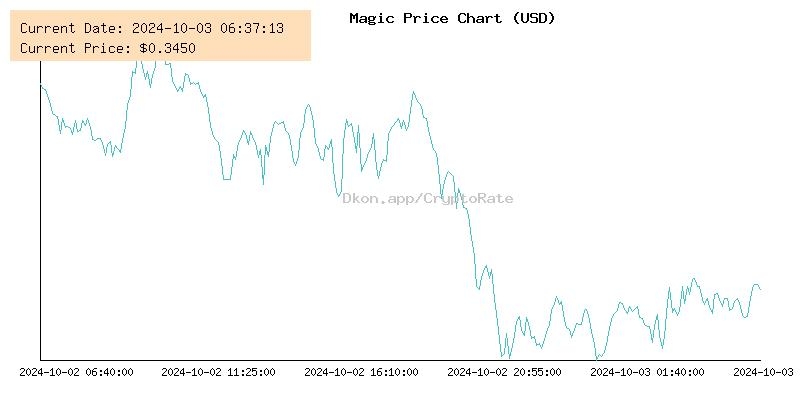 Magic Price Chart (USD)
Current Date: 2024-10-03 06:37:13
Current Price: $0.3450
Dkon.app/CryptoRate
2024-10-02 06:40:00 2024-10-02 11:25:00 2024-10-02 16:10:00 2024-10-02 20:55:00 2024-10-03 01:40:00 2024-10-03